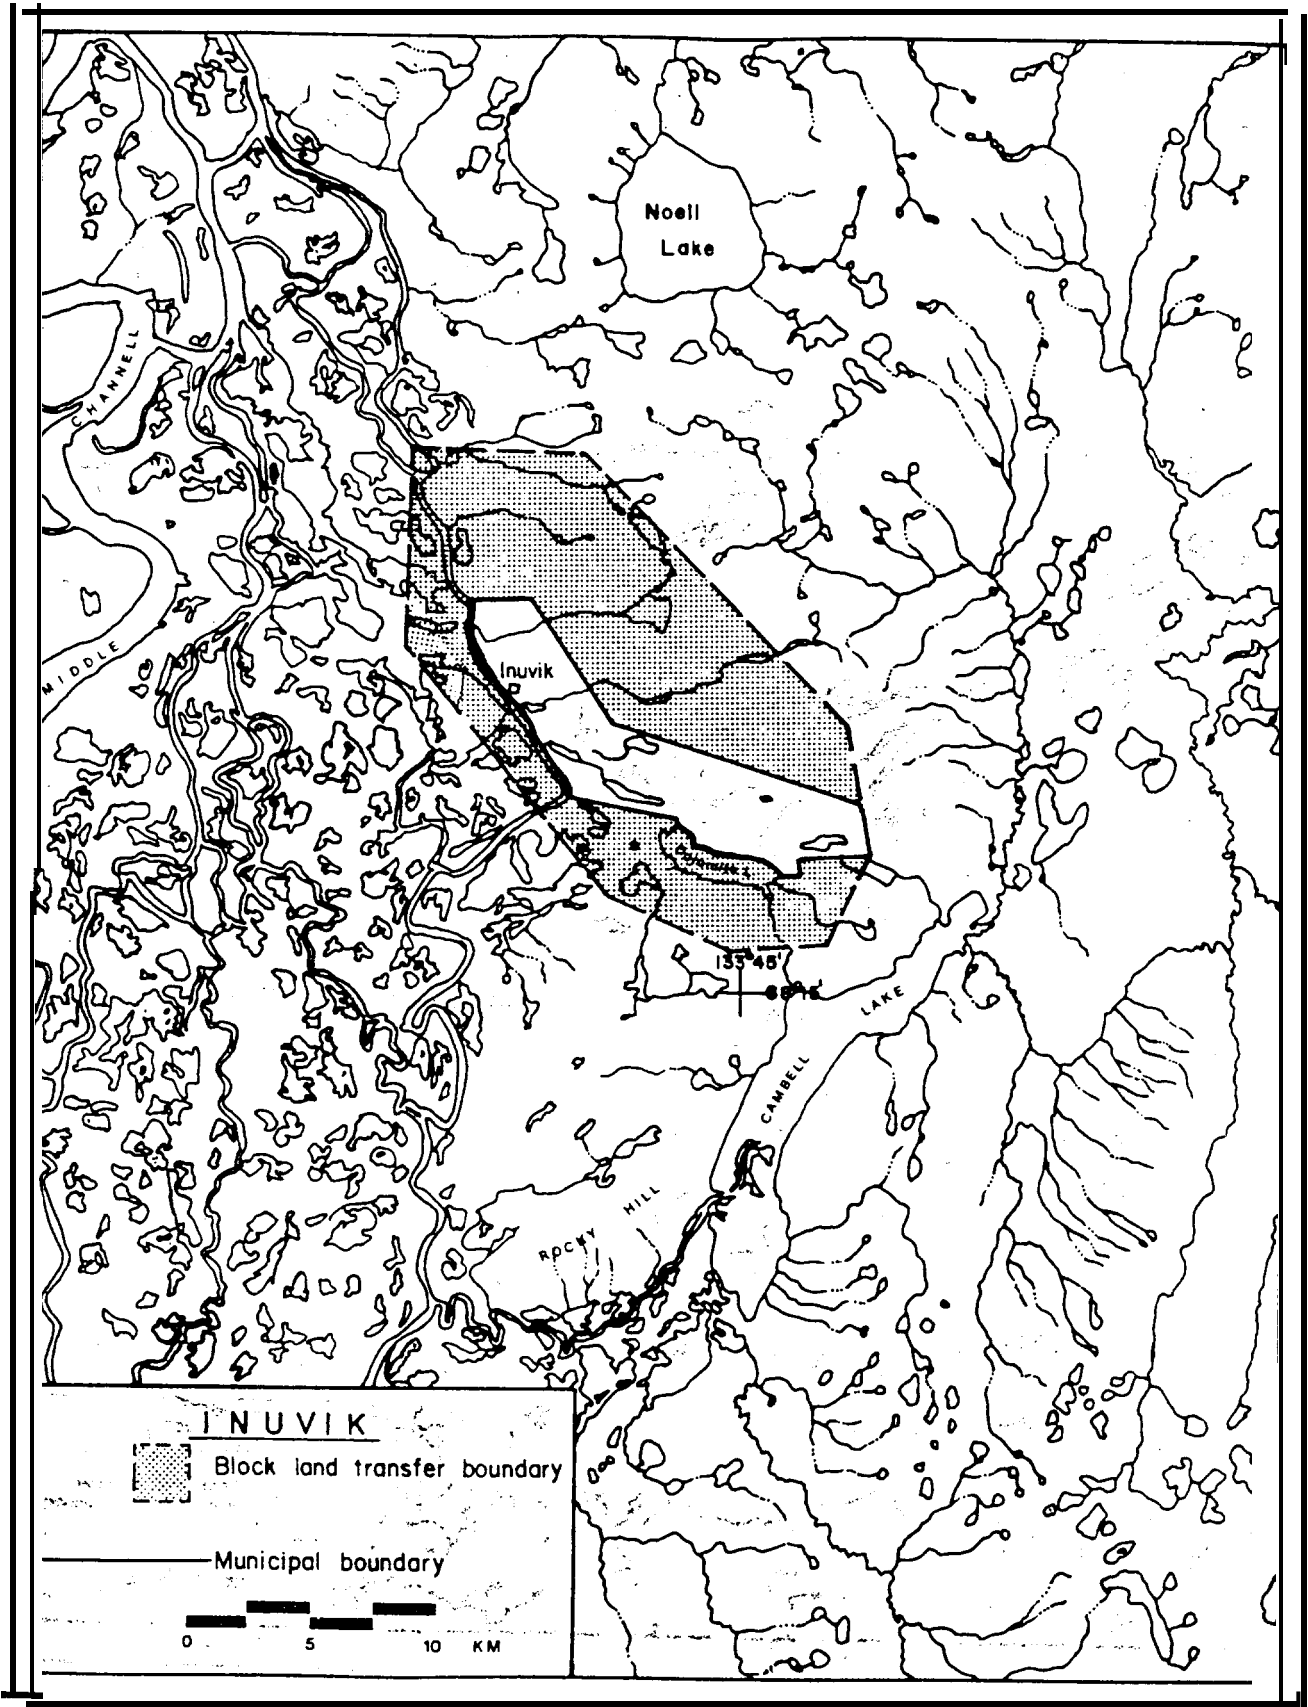 Noell
Lake
CHANNELL
MIDDLE
Inuvik
133°45'
LAKE
CAMBELL
HILL
ROCKY
INUVIK
Block land transfer boundary
Municipal boundary
0 5 10 KM